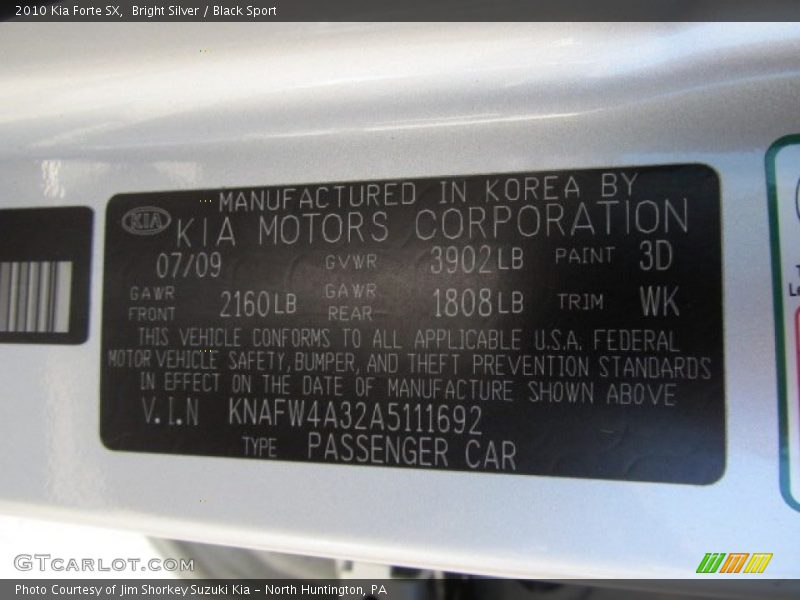 2010 Kia Forte SX, Bright Silver / Black Sport
MANUFACTURED IN KOREA BY
KIA KIA MOTORS CORPORATION
07/09 GVWR 3902LB PAINT 3D
GAWR FRONT 2160LB GAWR REAR 1808LB TRIM WK
THIS VEHICLE CONFORMS TO ALL APPLICABLE U.S.A. FEDERAL
MOTOR VEHICLE SAFETY, BUMPER, AND THEFT PREVENTION STANDARDS
IN EFFECT ON THE DATE OF MANUFACTURE SHOWN ABOVE
V.I.N KNAFW4A32A5111692
TYPE PASSENGER CAR
GTCARLOT.COM
Photo Courtesy of Jim Shorkey Suzuki Kia - North Huntington, PA